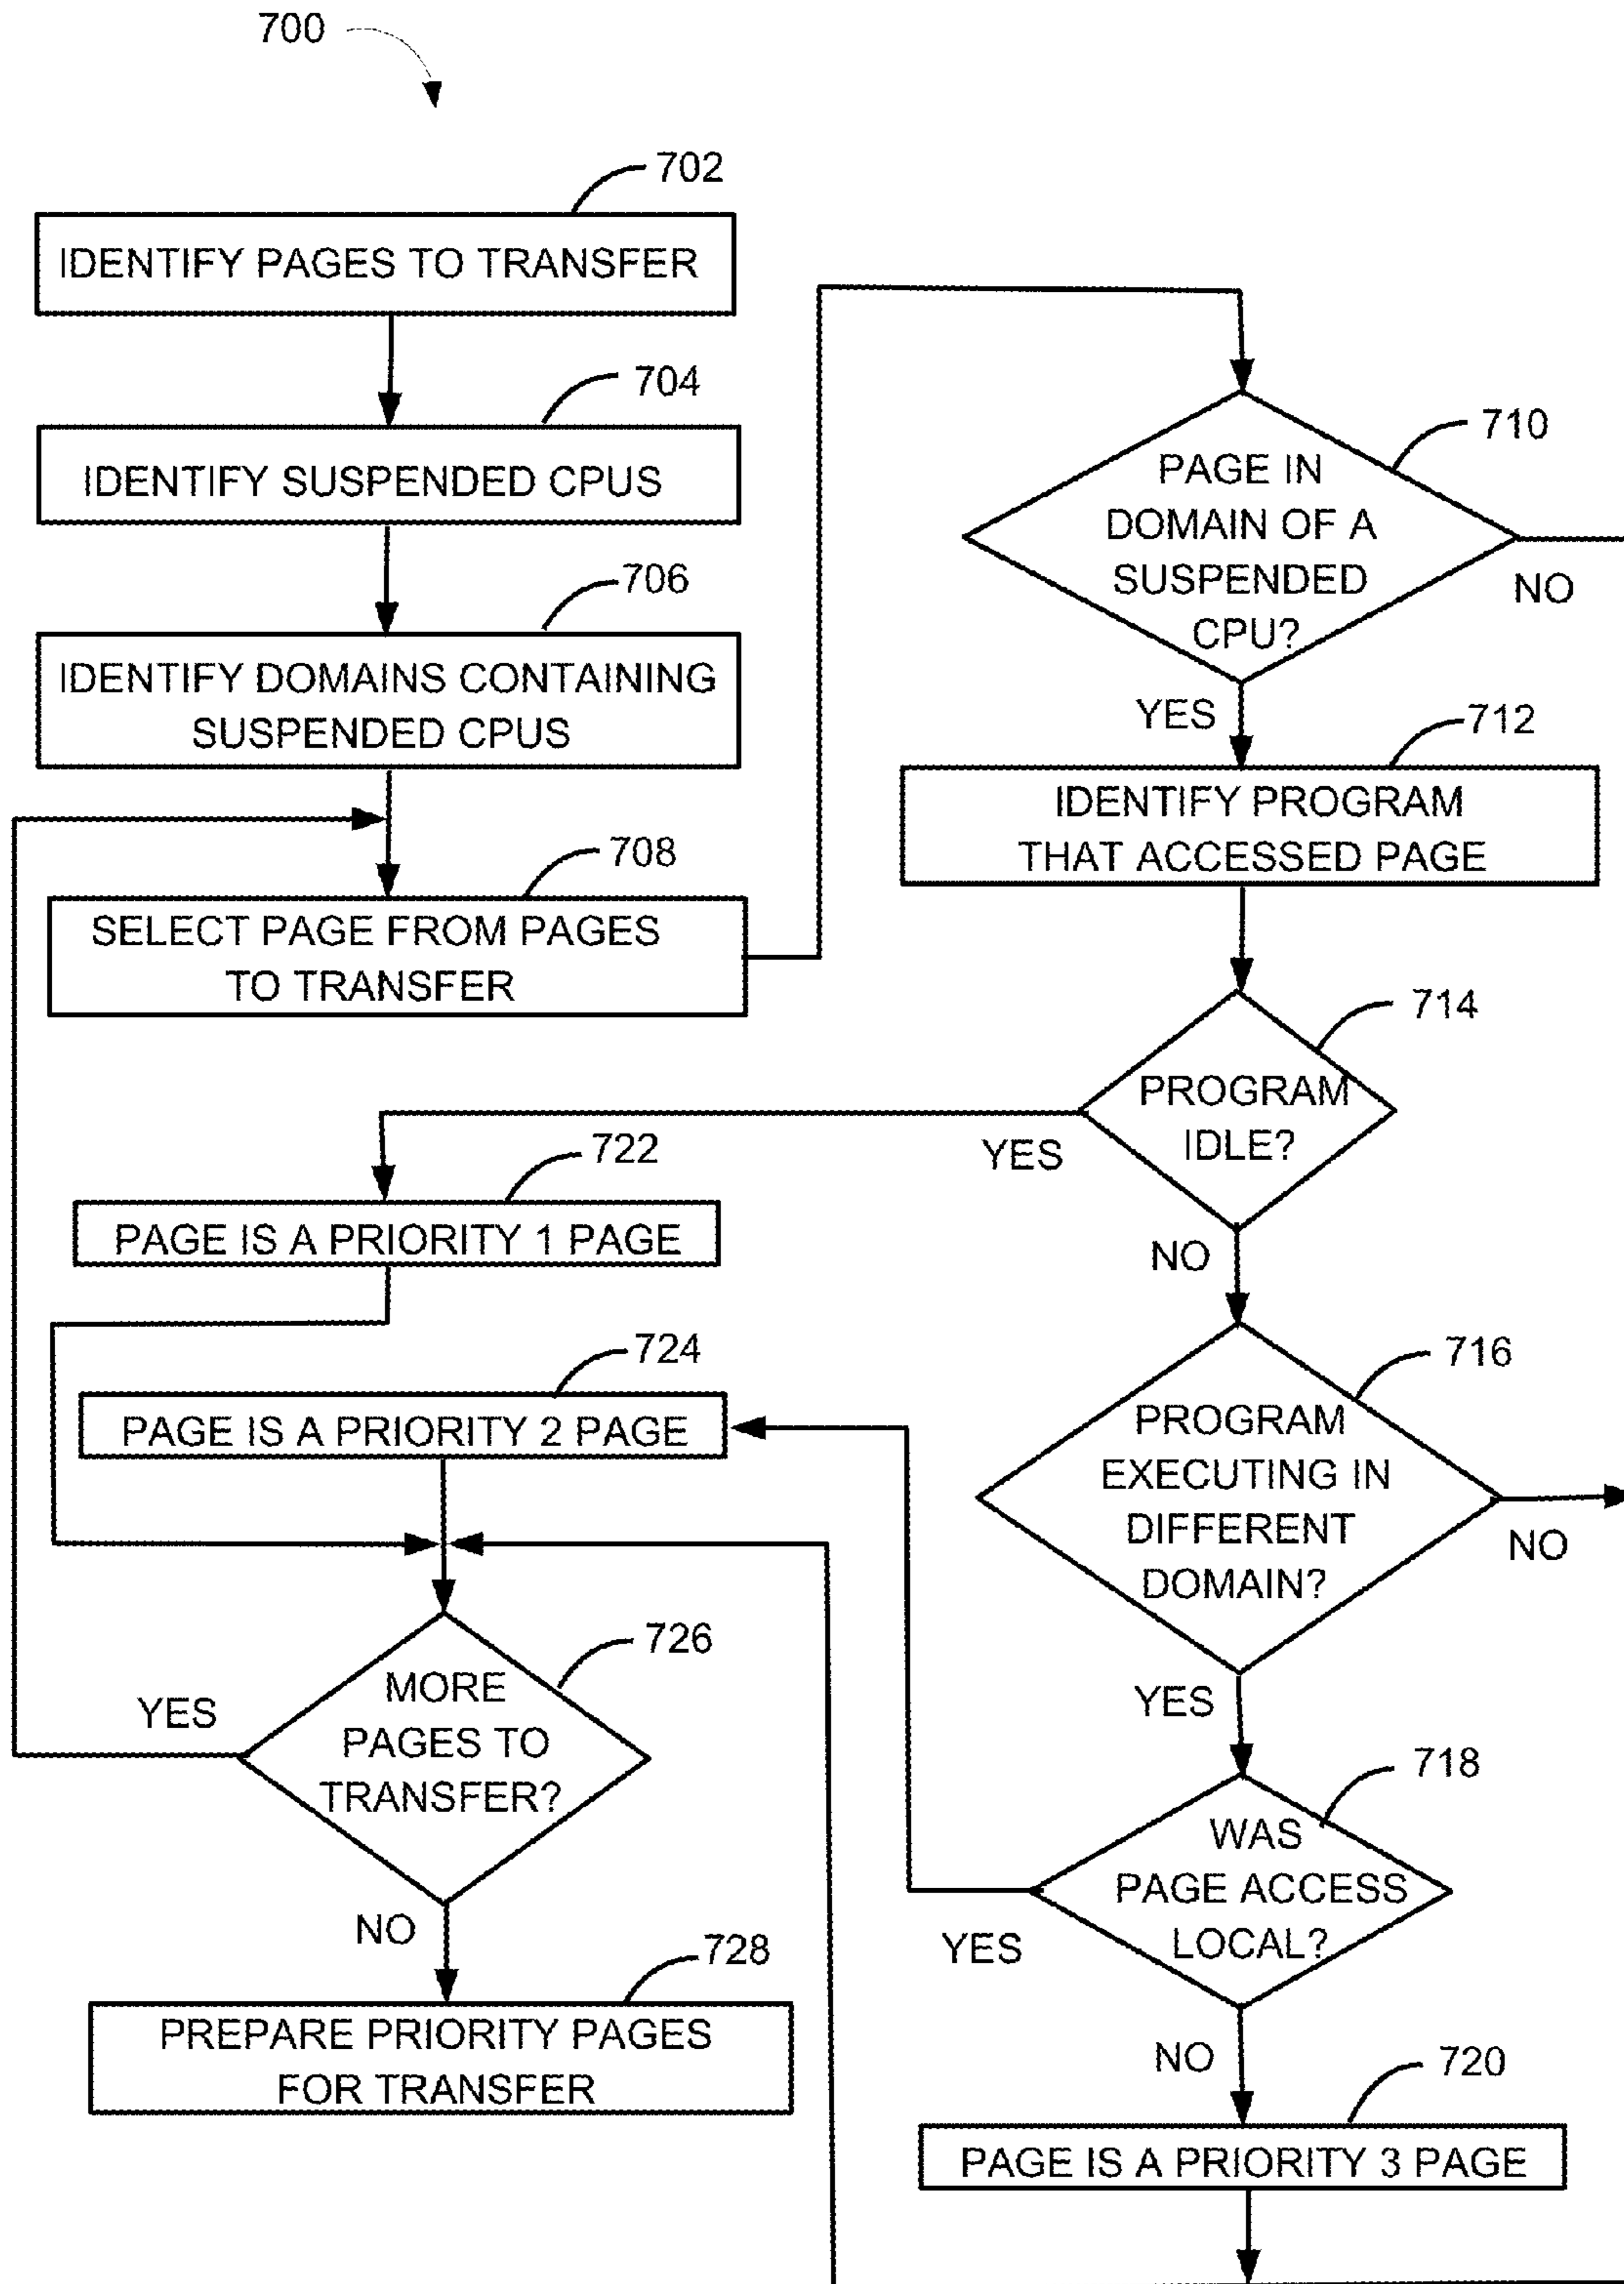 700
702
IDENTIFY PAGES TO TRANSFER
704
IDENTIFY SUSPENDED CPUS
706
IDENTIFY DOMAINS CONTAINING
SUSPENDED CPUS
708
SELECT PAGE FROM PAGES
TO TRANSFER
710
PAGE IN
DOMAIN OF A
SUSPENDED
CPU?
NO
YES
712
IDENTIFY PROGRAM
THAT ACCESSED PAGE
714
PROGRAM
IDLE?
YES
NO
722
PAGE IS A PRIORITY 1 PAGE
716
PROGRAM
EXECUTING IN
DIFFERENT
DOMAIN?
NO
YES
724
PAGE IS A PRIORITY 2 PAGE
718
WAS
PAGE ACCESS
LOCAL?
YES
NO
726
MORE
PAGES TO
TRANSFER?
YES
NO
728
PREPARE PRIORITY PAGES
FOR TRANSFER
720
PAGE IS A PRIORITY 3 PAGE